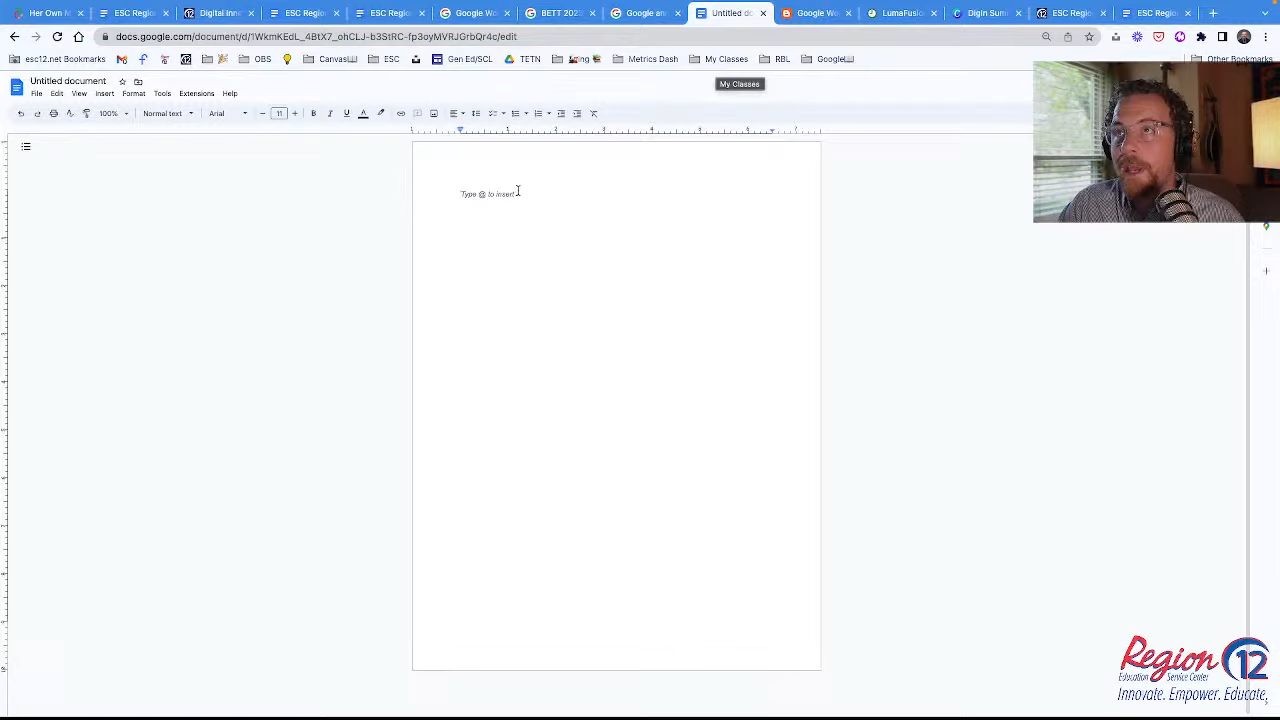 Her Own M
ESC Regio
Digital Inn
ESC Regio
ESC Regio
Google Wo
BETT 2023
Google an
Untitled do
Google Wo
LumaFusio
DigIn Sum
ESC Regio
ESC Regio
docs.google.com/document/d/1WkmKEdL_4BtX7_ohCLJ-b3StRC-fp3oyMVRJGrbQr4c/edit
esc12.net Bookmarks
OBS
Canvas
ESC
Gen Ed/SCL
TETN
Metrics Dash
My Classes
RBL
Google
Other Bookmarks
Untitled document
My Classes
View Insert Format Tools Extensions Help
100% Normal text Arial 11
Type @ to insert
Region 12
Education Service Center
Innovate. Empower. Educate.